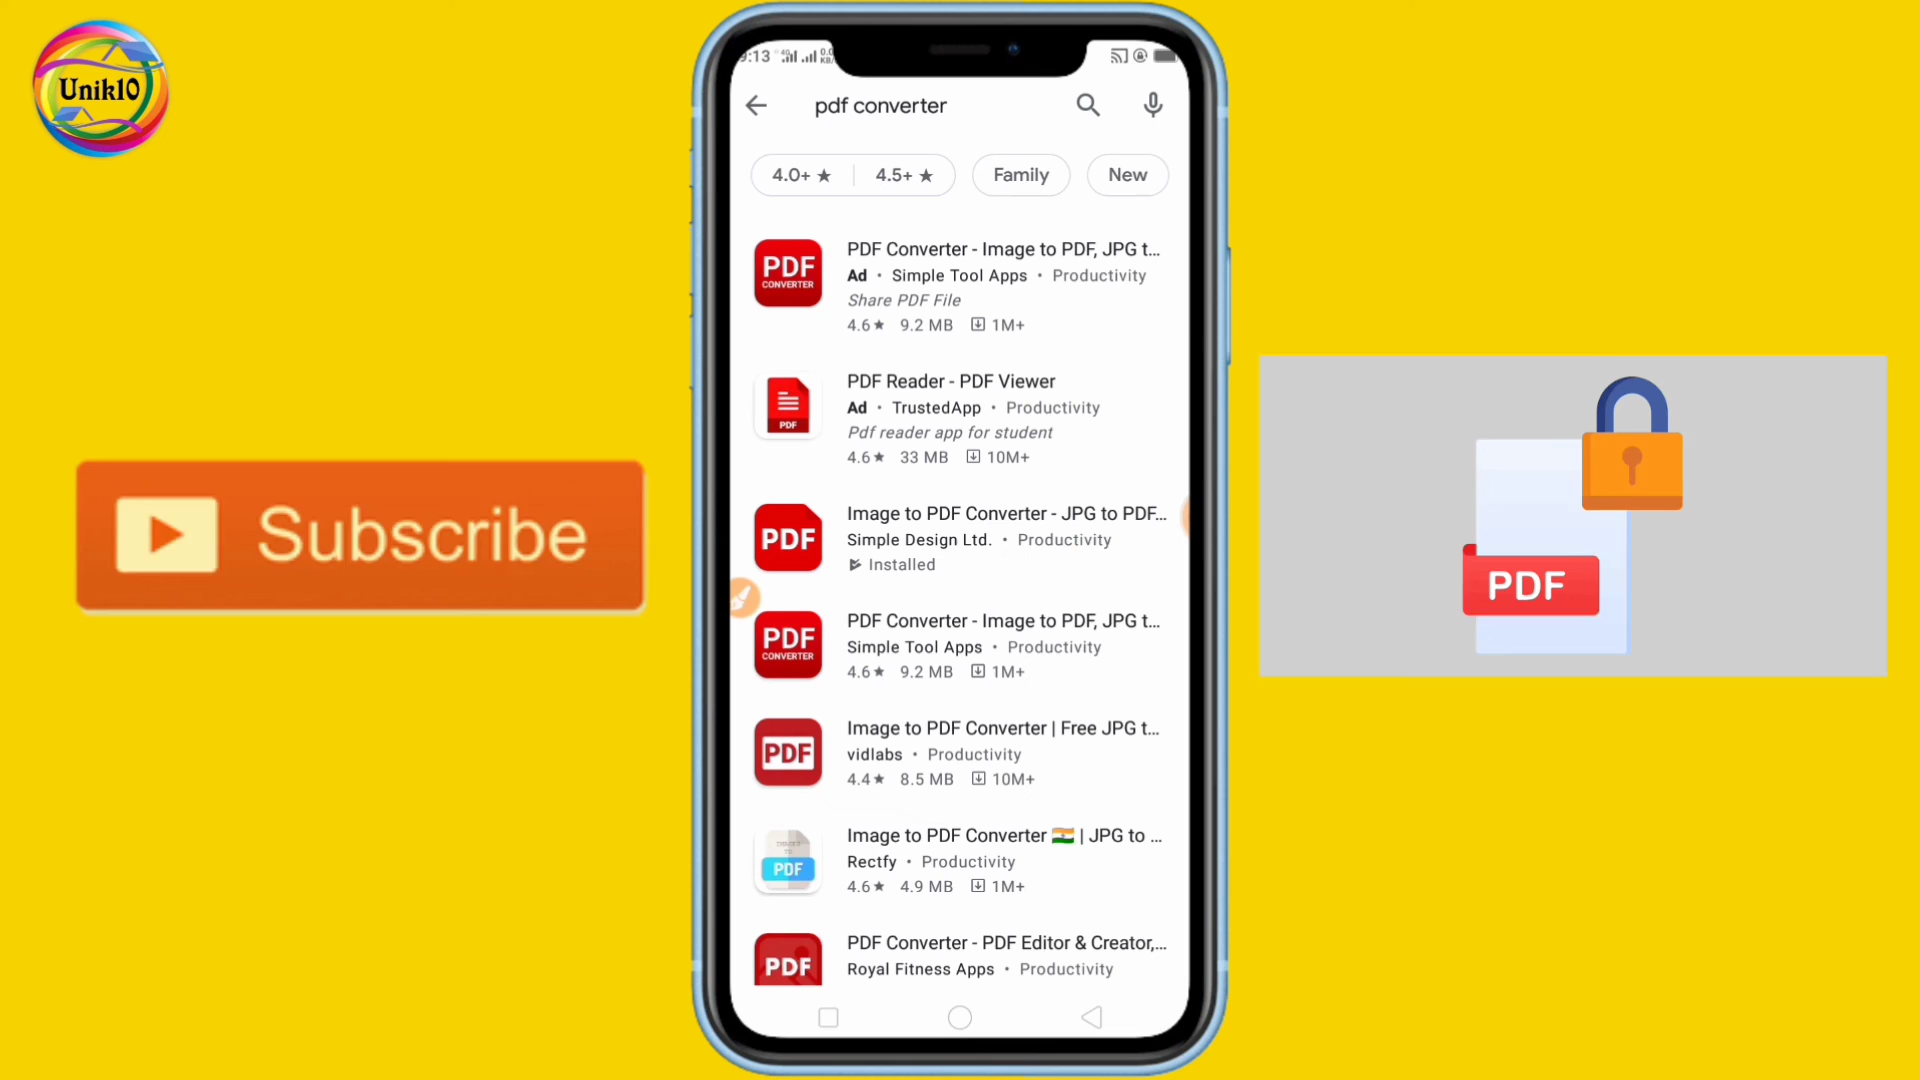 Unik10
9:13
pdf converter
4.0+ ★ 4.5+ ★ Family New
PDF CONVERTER
PDF Converter - Image to PDF, JPG t...
Ad • Simple Tool Apps • Productivity
Share PDF File
4.6★ 9.2 MB 1M+
PDF
PDF Reader - PDF Viewer
Ad • TrustedApp • Productivity
Pdf reader app for student
4.6★ 33 MB 10M+
PDF
Image to PDF Converter - JPG to PDF...
Simple Design Ltd. • Productivity
Installed
PDF CONVERTER
PDF Converter - Image to PDF, JPG t...
Simple Tool Apps • Productivity
4.6★ 9.2 MB 1M+
PDF
Image to PDF Converter | Free JPG t...
vidlabs • Productivity
4.4★ 8.5 MB 10M+
PDF
Image to PDF Converter 🇮🇳 | JPG to ...
Rectfy • Productivity
4.6★ 4.9 MB 1M+
PDF
PDF Converter - PDF Editor & Creator,...
Royal Fitness Apps • Productivity
Subscribe
PDF